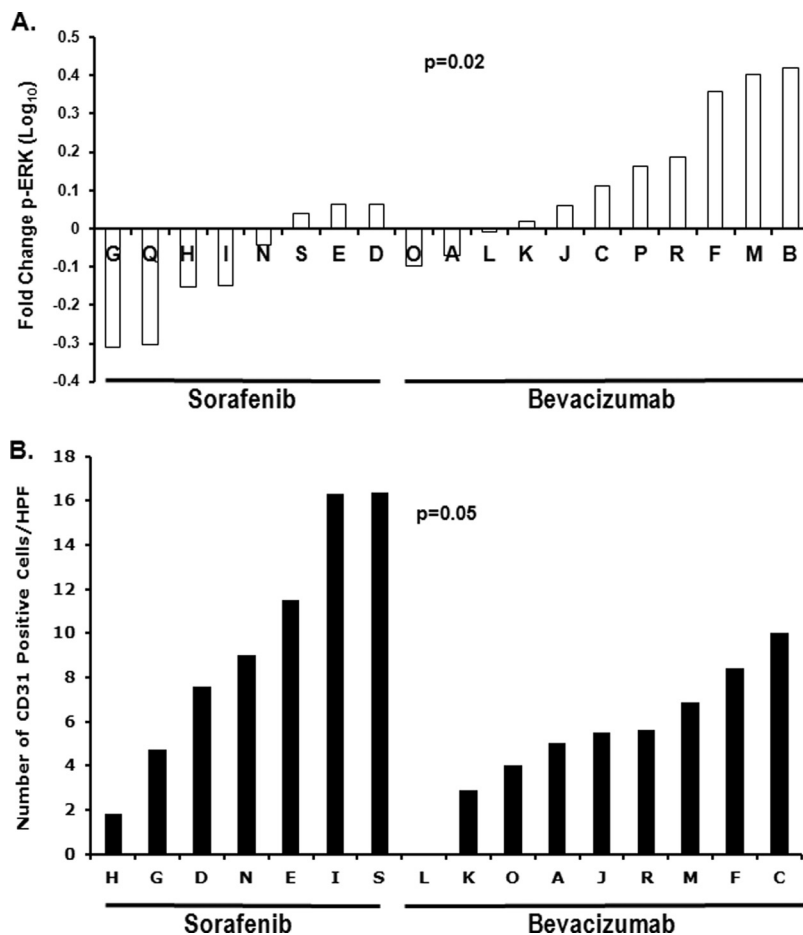 A.
Fold Change p-ERK (Log10)
0.5
0.4
0.3
0.2
0.1
0
-0.1
-0.2
-0.3
-0.4
p=0.02
G Q H I N S E D O A L K J C P R F M B
Sorafenib Bevacizumab
B.
Number of CD31 Positive Cells/HPF
18
16
14
12
10
8
6
4
2
0
p=0.05
H G D N E I S L K O A J R M F C
Sorafenib Bevacizumab